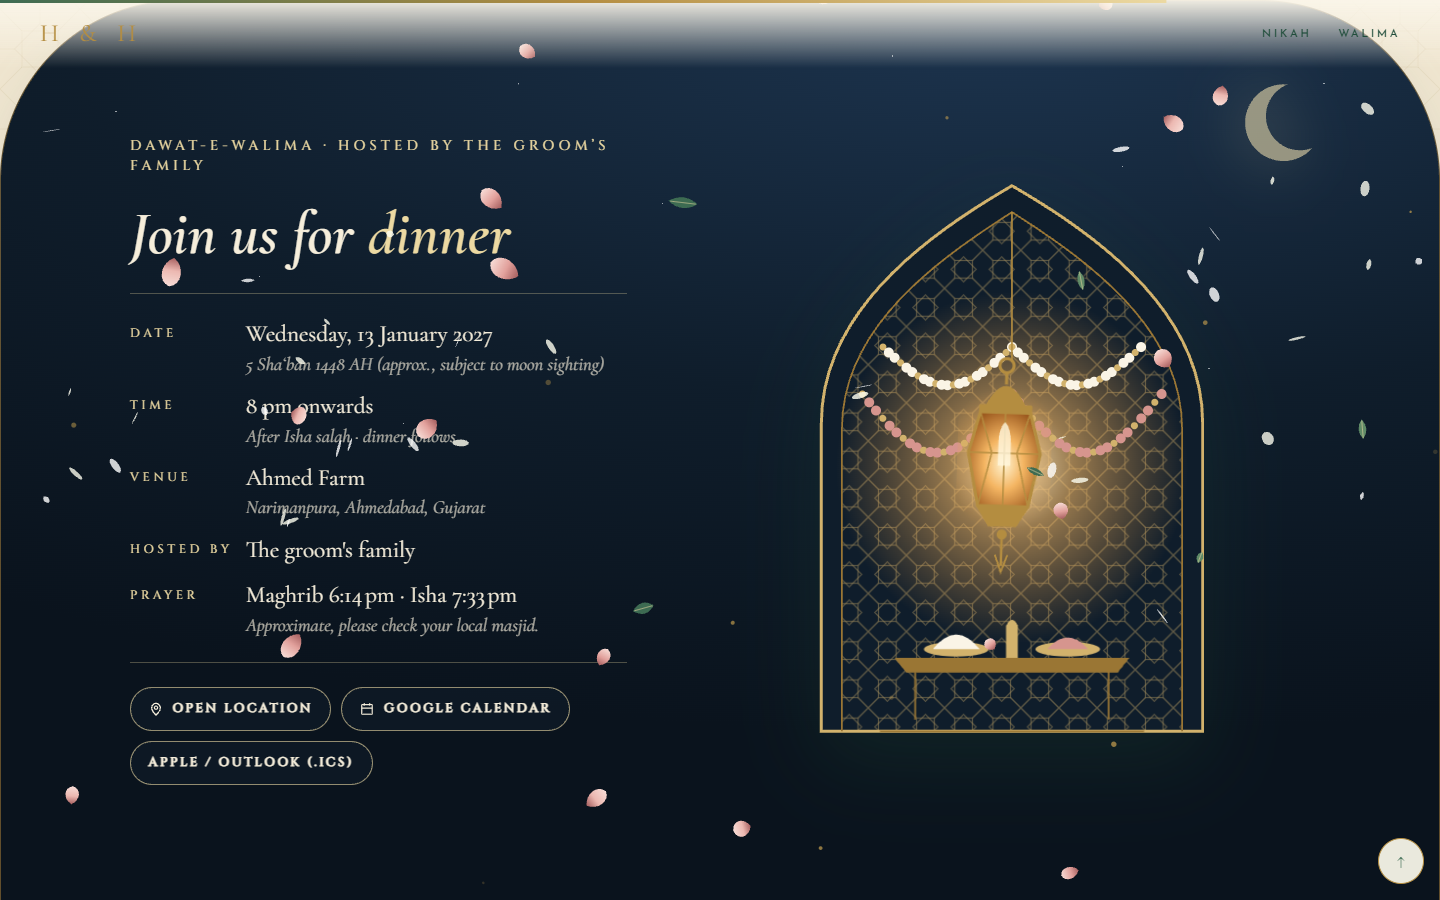 H & H
NIKAH WALIMA
DAWAT-E-WALIMA · HOSTED BY THE GROOM'S
FAMILY
Join us for dinner
DATE Wednesday, 13 January 2027
5 Sha'ban 1448 AH (approx., subject to moon sighting)
TIME 8 pm onwards
After Isha salah · dinner follows
VENUE Ahmed Farm
Narimanpura, Ahmedabad, Gujarat
HOSTED BY The groom's family
PRAYER Maghrib 6:14 pm · Isha 7:33 pm
Approximate, please check your local masjid.
OPEN LOCATION GOOGLE CALENDAR
APPLE / OUTLOOK (.ICS)
↑